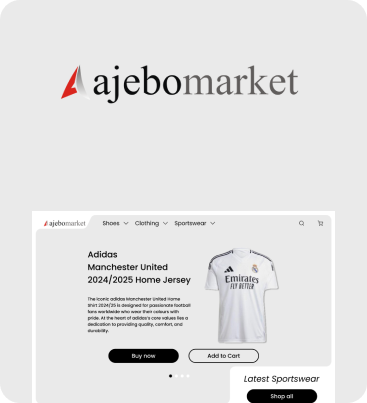 ajebomarket
ajebomarket
Shoes Clothing Sportswear
Adidas
Manchester United
2024/2025 Home Jersey
Emirates
FLY BETTER
The iconic adidas Manchester United Home
Shirt 2024/25 is designed for passionate football
fans worldwide who wear their colours with
pride. At the heart of adidas's core values lies a
dedication to providing quality, comfort, and
durability.
Buy now Add to Cart
Latest Sportswear
Shop all